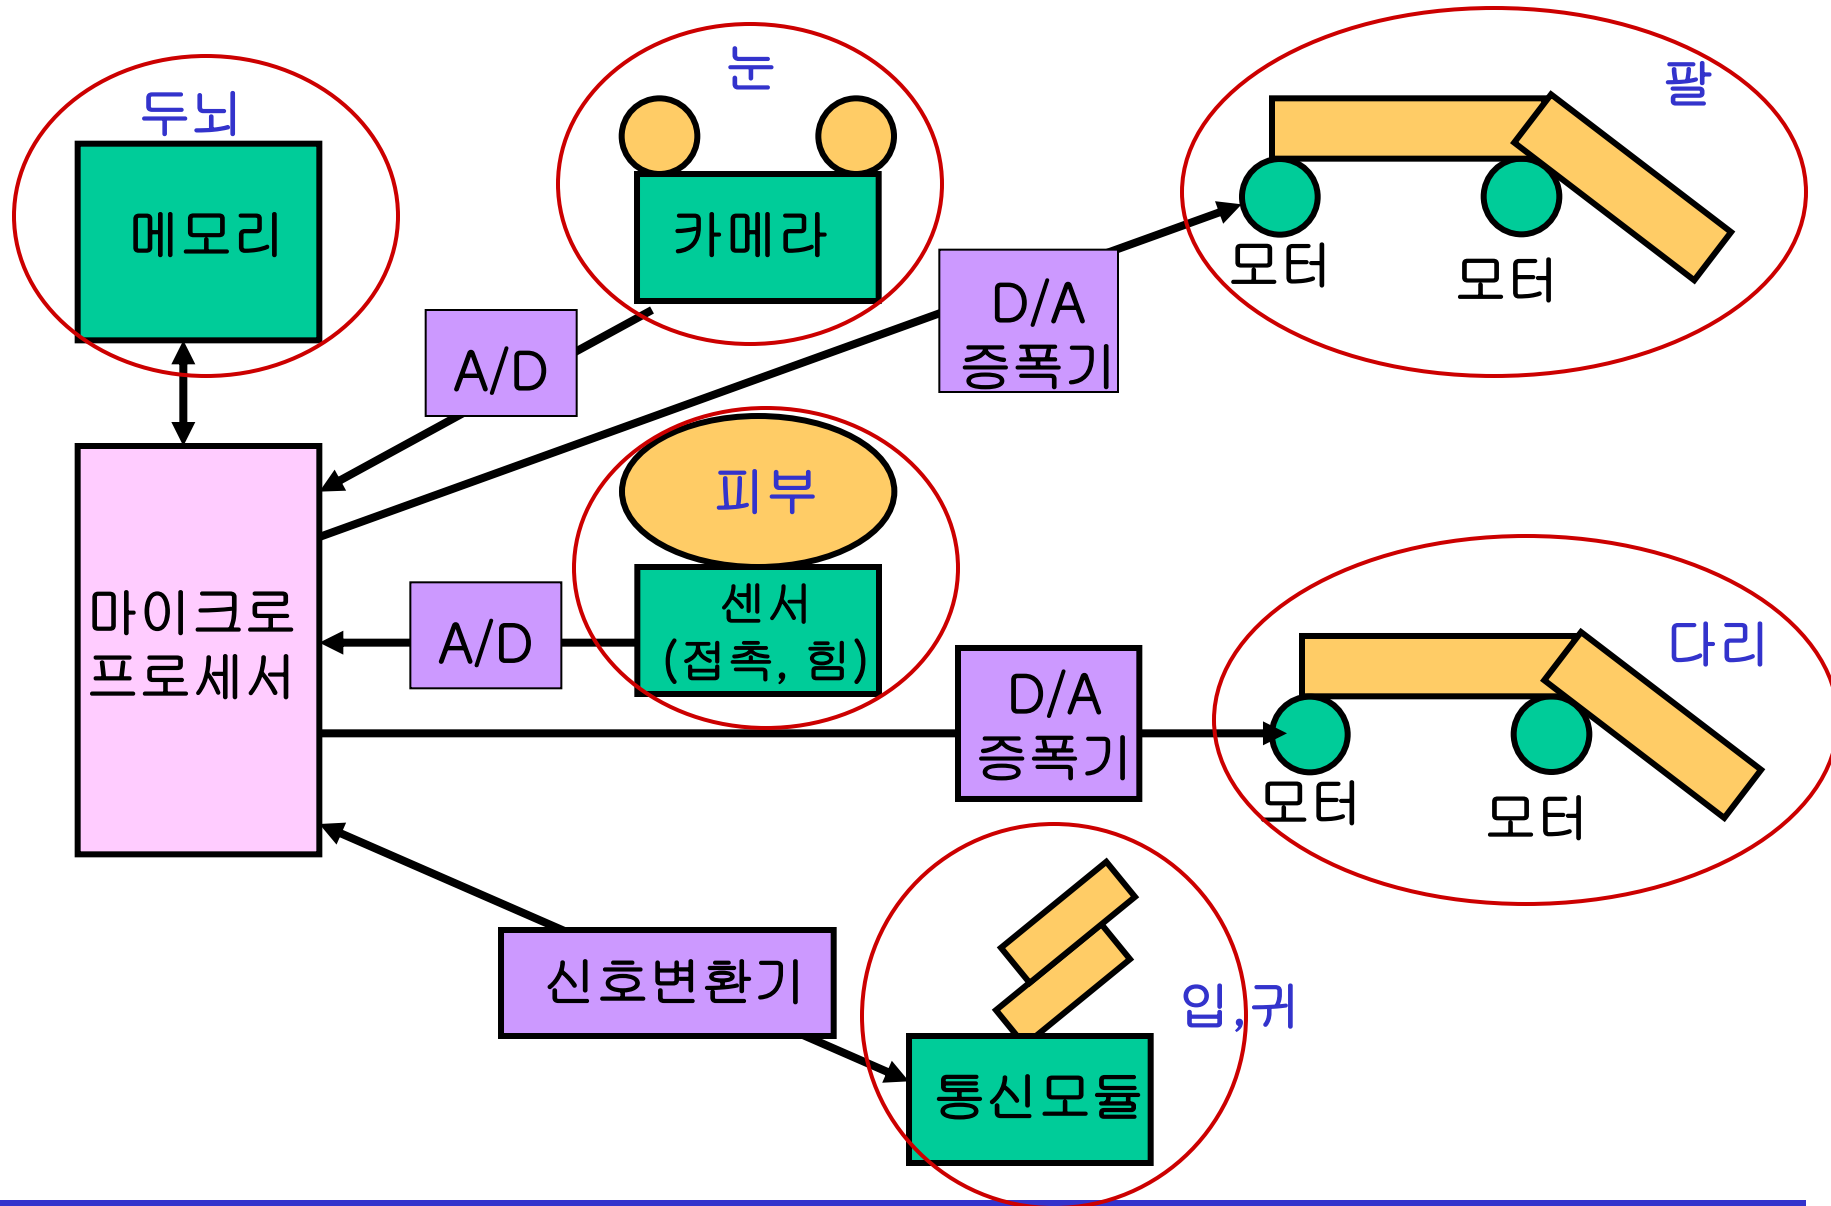 두뇌
메모리
눈
카메라
팔
모터
모터
A/D
D/A
증폭기
피부
센서
(접촉, 힘)
마이크로
프로세서
A/D
D/A
증폭기
다리
모터
모터
신호변환기
입,귀
통신모듈